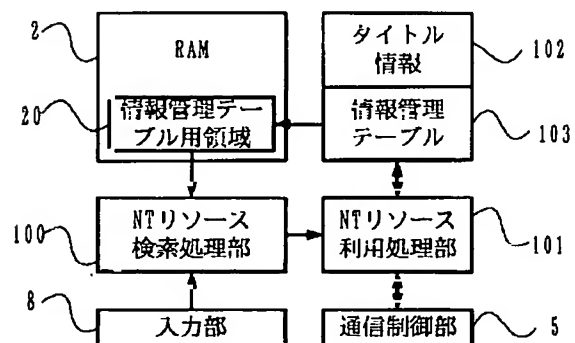 2
RAM
タイトル
情報
102
20
情報管理テー
ブル用領域
情報管理
テーブル
103
100
NTリソース
検索処理部
NTリソース
利用処理部
101
8
入力部
通信制御部
5